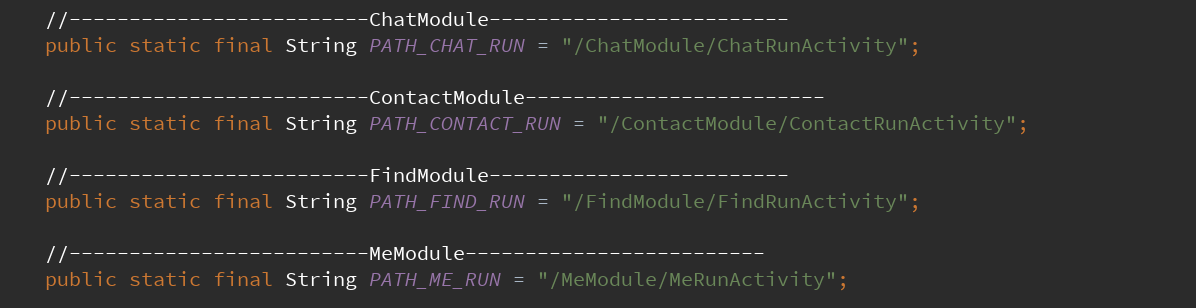 //-------------------------ChatModule-------------------------
public static final String PATH_CHAT_RUN = "/ChatModule/ChatRunActivity";
//-------------------------ContactModule-------------------------
public static final String PATH_CONTACT_RUN = "/ContactModule/ContactRunActivity";
//-------------------------FindModule-------------------------
public static final String PATH_FIND_RUN = "/FindModule/FindRunActivity";
//-------------------------MeModule-------------------------
public static final String PATH_ME_RUN = "/MeModule/MeRunActivity";